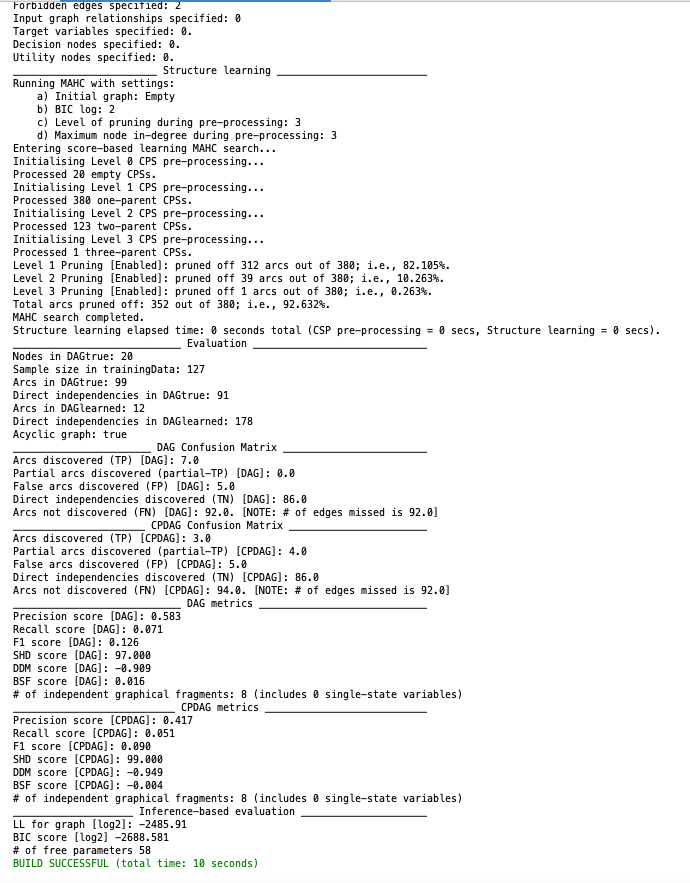 Forbidden edges specified: 2
Input graph relationships specified: 0
Target variables specified: 0.
Decision nodes specified: 0.
Utility nodes specified: 0.
_______________________ Structure learning ________________________
Running MAHC with settings:
    a) Initial graph: Empty
    b) BIC log: 2
    c) Level of pruning during pre-processing: 3
    d) Maximum node in-degree during pre-processing: 3
Entering score-based learning MAHC search...
Initialising Level 0 CPS pre-processing...
Processed 20 empty CPSs.
Initialising Level 1 CPS pre-processing...
Processed 380 one-parent CPSs.
Initialising Level 2 CPS pre-processing...
Processed 123 two-parent CPSs.
Initialising Level 3 CPS pre-processing...
Processed 1 three-parent CPSs.
Level 1 Pruning [Enabled]: pruned off 312 arcs out of 380; i.e., 82.105%.
Level 2 Pruning [Enabled]: pruned off 39 arcs out of 380; i.e., 10.263%.
Level 3 Pruning [Enabled]: pruned off 1 arcs out of 380; i.e., 0.263%.
Total arcs pruned off: 352 out of 380; i.e., 92.632%.
MAHC search completed.
Structure learning elapsed time: 0 seconds total (CSP pre-processing = 0 secs, Structure learning = 0 secs).
___________________________ Evaluation ____________________________
Nodes in DAGtrue: 20
Sample size in trainingData: 127
Arcs in DAGtrue: 99
Direct independencies in DAGtrue: 91
Arcs in DAGlearned: 12
Direct independencies in DAGlearned: 178
Acyclic graph: true
______________________ DAG Confusion Matrix _______________________
Arcs discovered (TP) [DAG]: 7.0
Partial arcs discovered (partial-TP) [DAG]: 0.0
False arcs discovered (FP) [DAG]: 5.0
Direct independencies discovered (TN) [DAG]: 86.0
Arcs not discovered (FN) [DAG]: 92.0. [NOTE: # of edges missed is 92.0]
_____________________ CPDAG Confusion Matrix ______________________
Arcs discovered (TP) [CPDAG]: 3.0
Partial arcs discovered (partial-TP) [CPDAG]: 4.0
False arcs discovered (FP) [CPDAG]: 5.0
Direct independencies discovered (TN) [CPDAG]: 86.0
Arcs not discovered (FN) [CPDAG]: 94.0. [NOTE: # of edges missed is 92.0]
___________________________ DAG metrics ___________________________
Precision score [DAG]: 0.583
Recall score [DAG]: 0.071
F1 score [DAG]: 0.126
SHD score [DAG]: 97.000
DDM score [DAG]: -0.909
BSF score [DAG]: 0.016
# of independent graphical fragments: 8 (includes 0 single-state variables)
__________________________ CPDAG metrics __________________________
Precision score [CPDAG]: 0.417
Recall score [CPDAG]: 0.051
F1 score [CPDAG]: 0.090
SHD score [CPDAG]: 99.000
DDM score [CPDAG]: -0.949
BSF score [CPDAG]: -0.004
# of independent graphical fragments: 8 (includes 0 single-state variables)
___________________ Inference-based evaluation ____________________
LL for graph [log2]: -2485.91
BIC score [log2] -2688.581
# of free parameters 58
BUILD SUCCESSFUL (total time: 10 seconds)